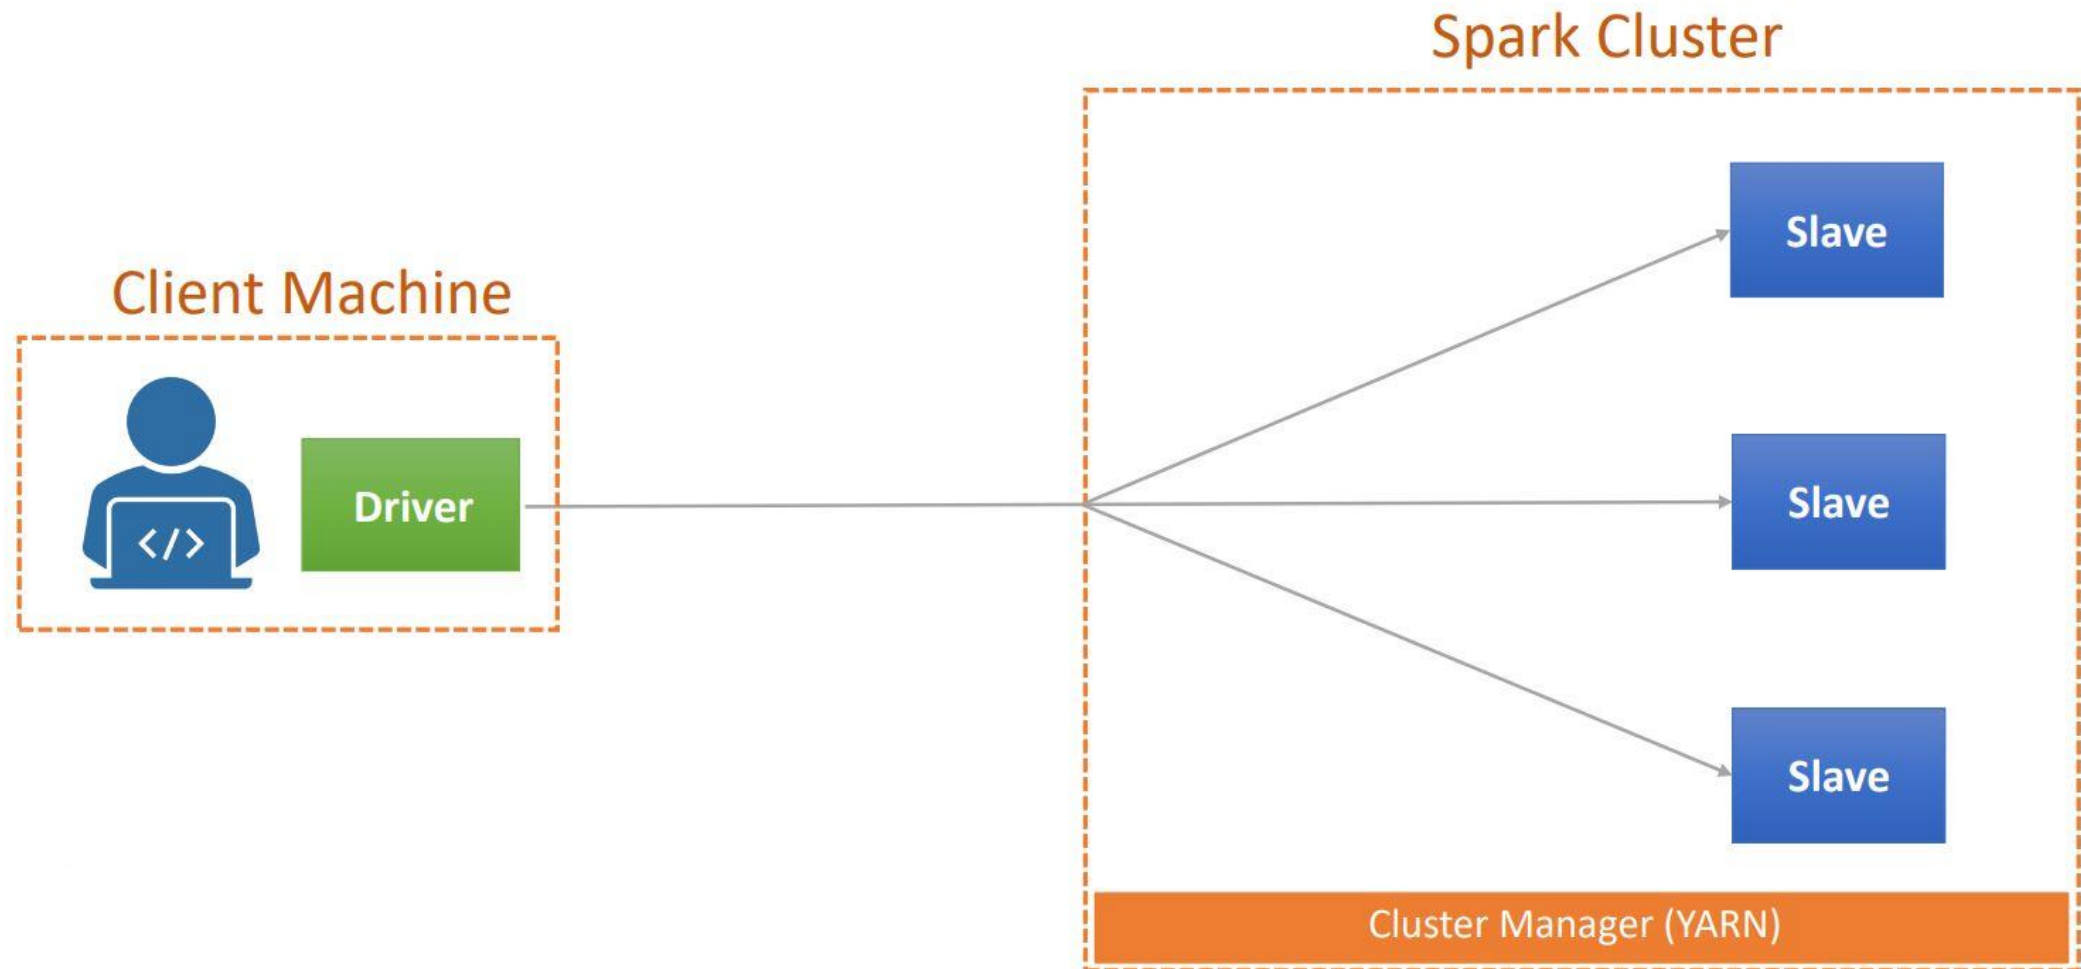 Spark Cluster
Client Machine
</>
Driver
Slave
Slave
Slave
Cluster Manager (YARN)